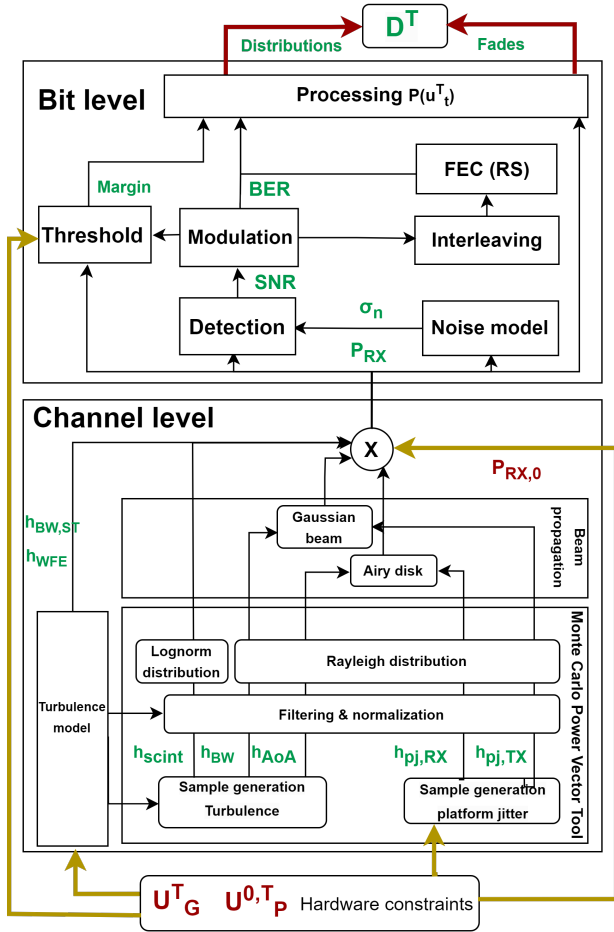 D^T
Distributions
Fades
Bit level
Processing P(u^T_t)
Margin
BER
FEC (RS)
Threshold
Modulation
Interleaving
SNR
σ_n
Detection
Noise model
P_RX
Channel level
X
P_RX,0
h_BW,ST
h_WFE
Gaussian
beam
Airy disk
Beam
propagation
Lognorm
distribution
Rayleigh distribution
Turbulence
model
Filtering & normalization
h_scint
h_BW
h_AoA
h_pj,RX
h_pj,TX
Sample generation
Turbulence
Sample generation
platform jitter
Monte Carlo Power Vector Tool
U^T_G U^0,T_P Hardware constraints